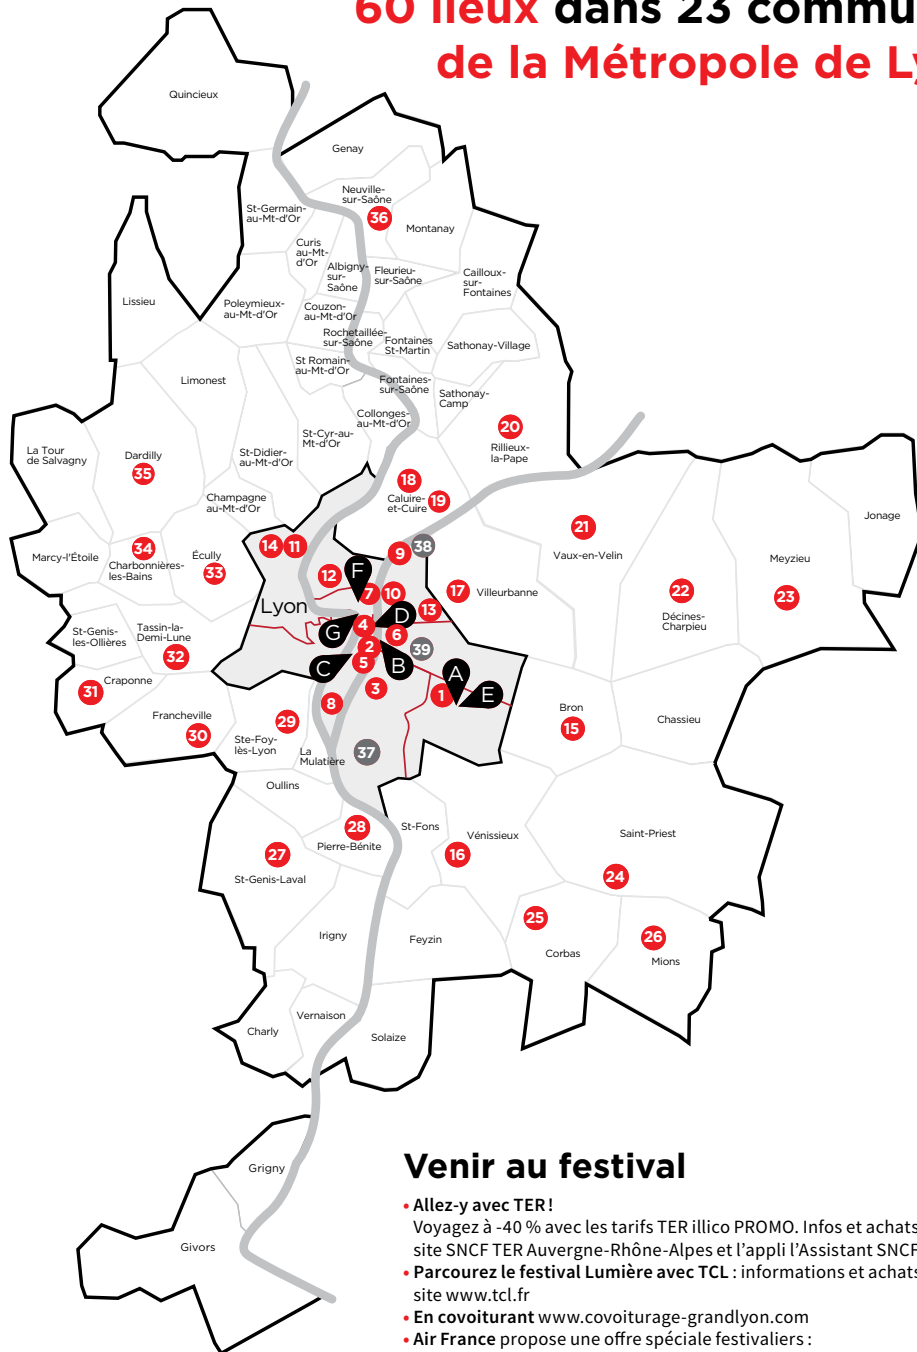 60 lieux dans 23 commu
de la Métropole de Ly
Quincieux
Genay
Neuville-
sur-Saône
36
St-Germain-
au-Mt-d'Or
Montanay
Curis
au-Mt-
d'Or
Albigny-
sur-
Saône
Fleurieu-
sur-Saône
Cailloux-
sur-
Fontaines
Lissieu
Poleymieux-
au-Mt-d'Or
Couzon-
au-Mt-d'Or
Rochetaillée-
sur-Saône
Fontaines
St-Martin
Sathonay-Village
St Romain-
au-Mt-d'Or
Limonest
Fontaines-
sur-Saône
Sathonay-
Camp
Collonges-
au-Mt-d'Or
20
Rillieux-
la-Pape
St-Cyr-au-
Mt-d'Or
La Tour
de Salvagny
Dardilly
35
St-Didier-
au-Mt-d'Or
18
Caluire-
et-Cuire
19
Champagne
au-Mt-d'Or
Jonage
21
Vaux-en-Velin
Marcy-l'Étoile
34
Charbonnières-
les-Bains
Écully
33
14
11
9
38
Meyzieu
23
12
F
7
10
17
Villeurbanne
22
Décines-
Charpieu
Lyon
13
D
4
G
6
St-Genis-
les-Ollières
Tassin-la-
Demi-Lune
32
2
39
C
5
B
A
31
Craponne
3
1
E
8
Francheville
30
29
Ste-Foy-
lès-Lyon
Bron
15
Chassieu
La
Mulatière
37
Oullins
28
Pierre-Bénite
St-Fons
Vénissieux
16
Saint-Priest
24
27
St-Genis-Laval
25
Corbas
26
Mions
Irigny
Feyzin
Vernaison
Charly
Solaize
Grigny
Givors
Venir au festival
• Allez-y avec TER !
Voyagez à -40 % avec les tarifs TER illico PROMO. Infos et achats
site SNCF TER Auvergne-Rhône-Alpes et l'appli l'Assistant SNCF
• Parcourez le festival Lumière avec TCL : informations et achats
site www.tcl.fr
• En covoiturant www.covoiturage-grandlyon.com
• Air France propose une offre spéciale festivaliers :